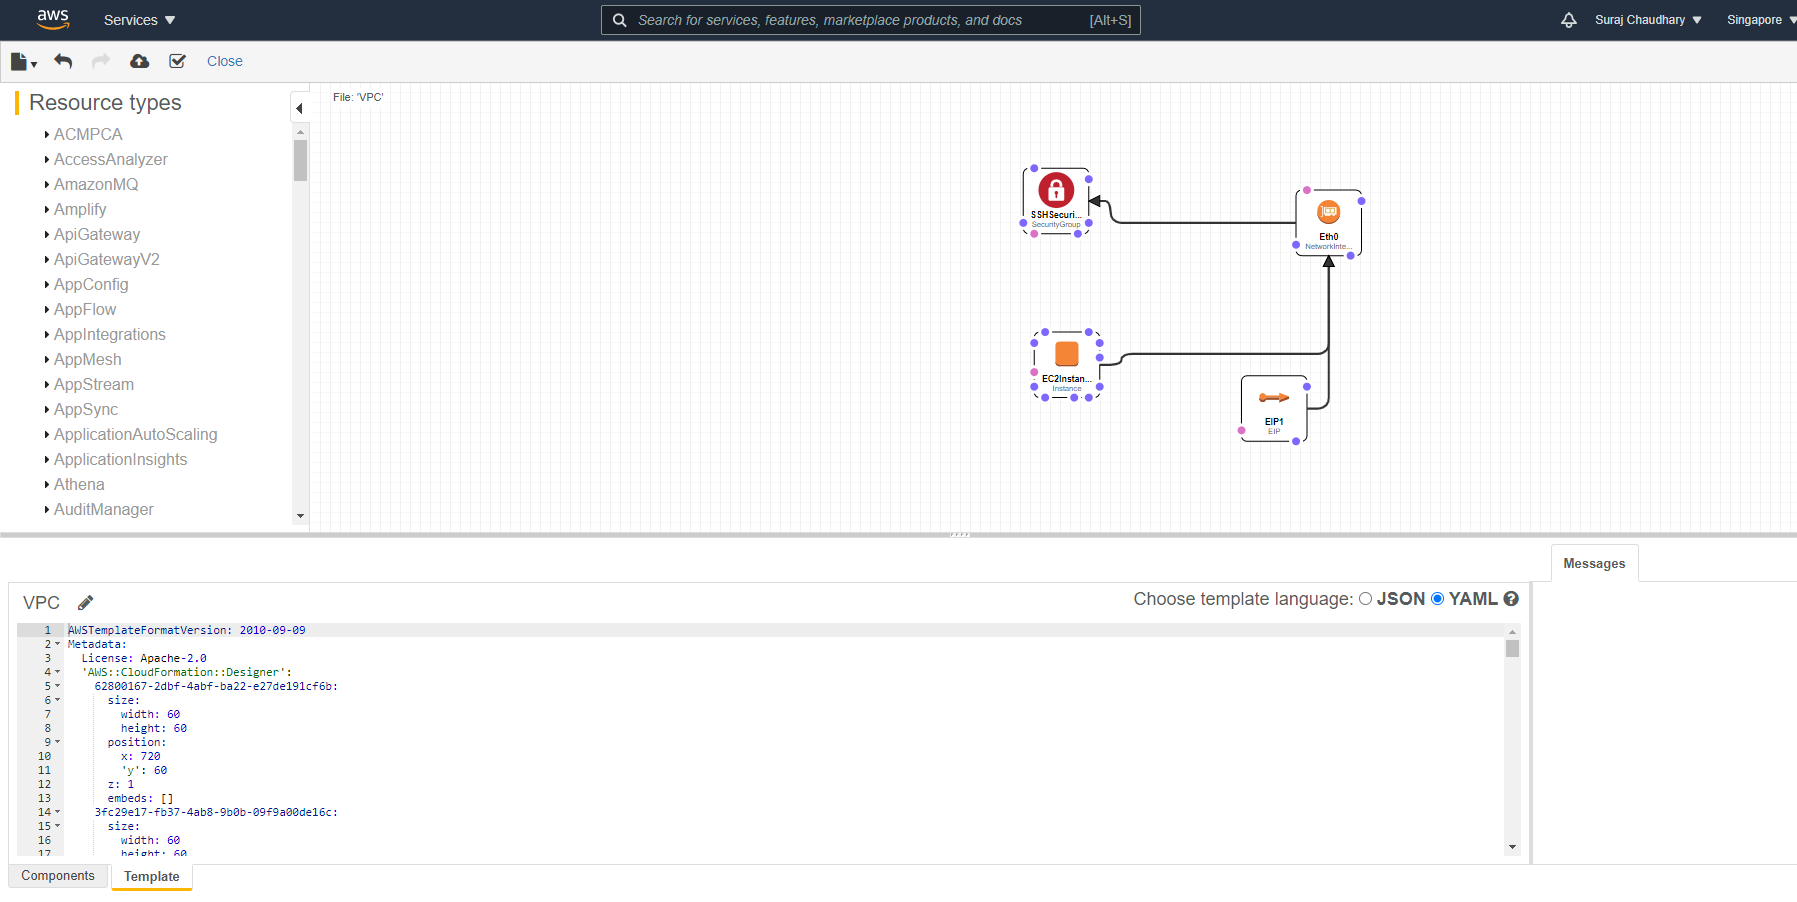 aws Services Search for services, features, marketplace products, and docs [Alt+S] Suraj Chaudhary Singapore
Close
Resource types
ACMPCA
AccessAnalyzer
AmazonMQ
Amplify
ApiGateway
ApiGatewayV2
AppConfig
AppFlow
AppIntegrations
AppMesh
AppStream
AppSync
ApplicationAutoScaling
ApplicationInsights
Athena
AuditManager
File: 'VPC'
SSHSecuri...
SecurityGroup
Eth0
NetworkInte...
EC2Instan...
Instance
EIP1
EIP
Messages
VPC
Choose template language: JSON YAML ?
1 AWSTemplateFormatVersion: 2010-09-09
2 Metadata:
3 License: Apache-2.0
4 'AWS::CloudFormation::Designer':
5 62800167-2dbf-4abf-ba22-e27de191cf6b:
6 size:
7 width: 60
8 height: 60
9 position:
10 x: 720
11 'y': 60
12 z: 1
13 embeds: []
14 3fc29e17-fb37-4ab8-9b0b-09f9a00de16c:
15 size:
16 width: 60
17 height: 60
Components Template